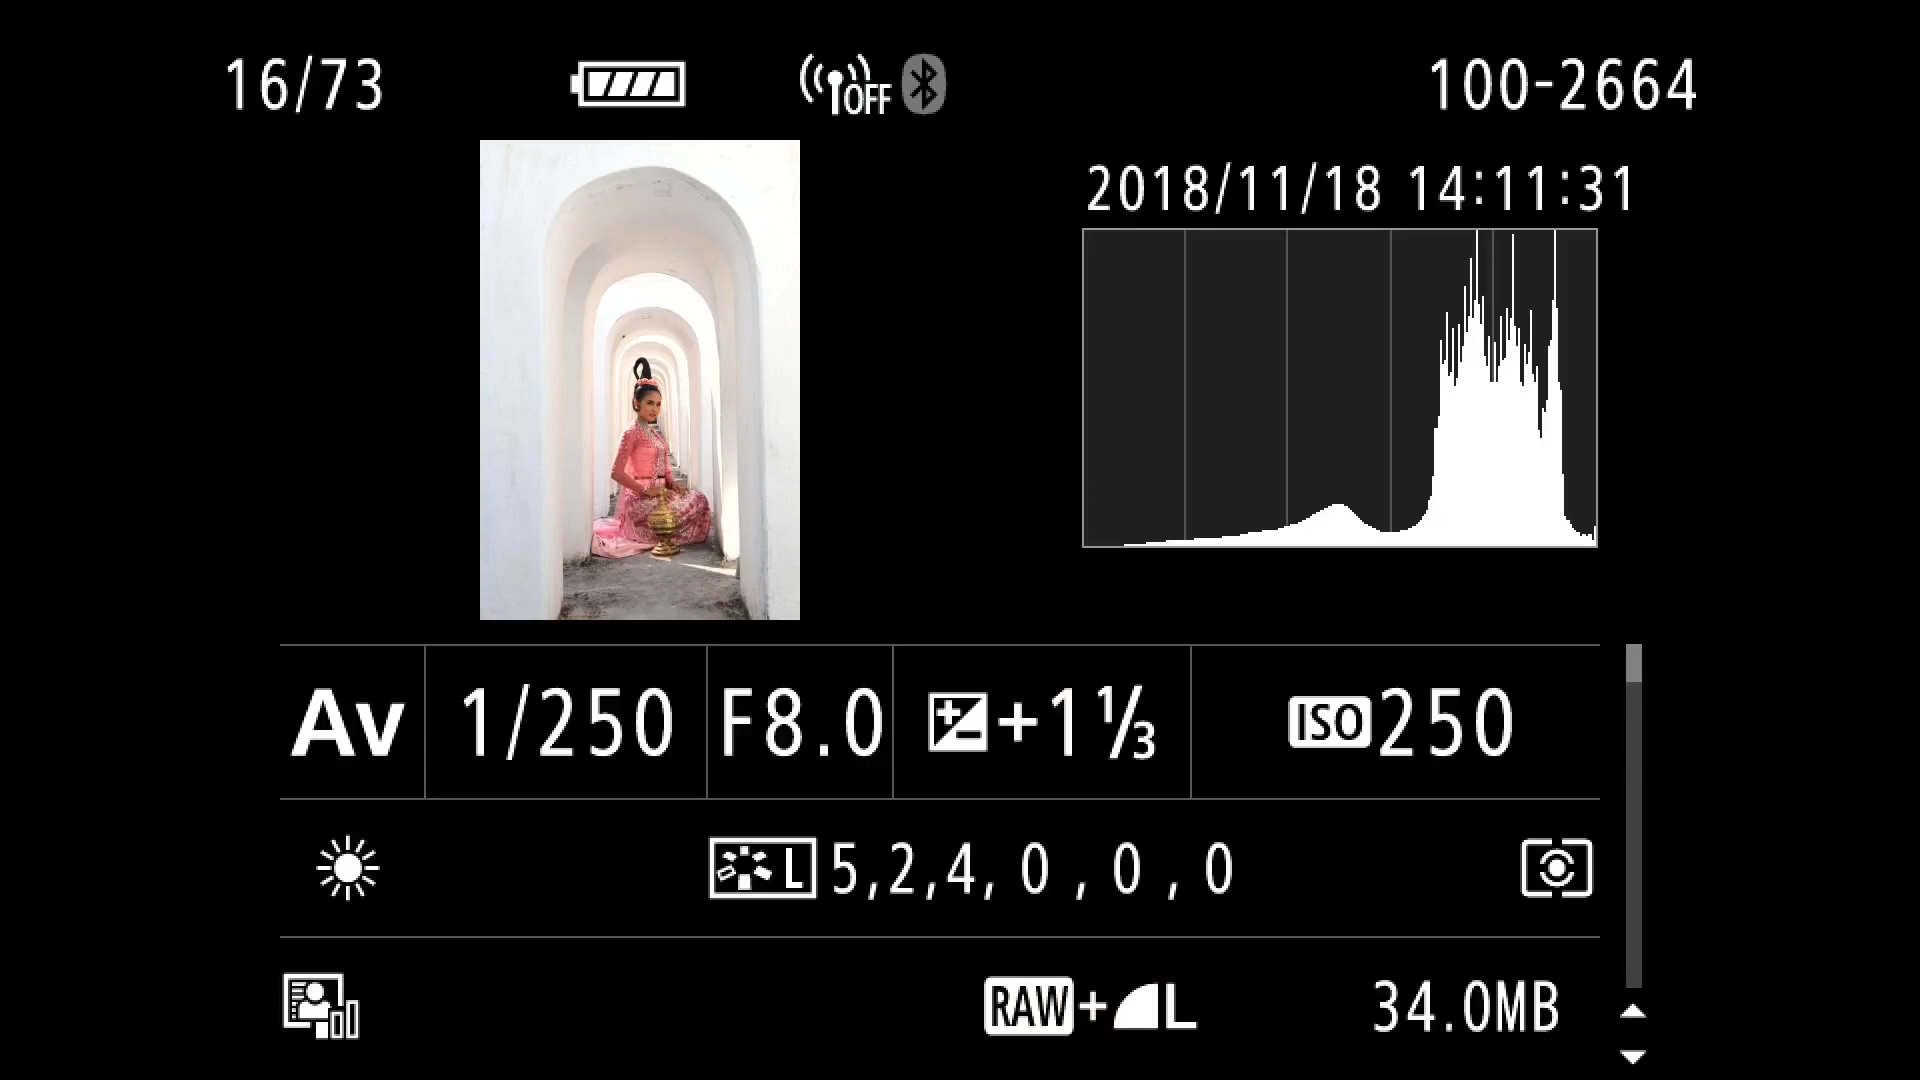 16/73 OFF 100-2664
2018/11/18 14:11:31
Av 1/250 F8.0 +1⅓ ISO 250
L 5,2,4,0,0,0
RAW+L 34.0MB